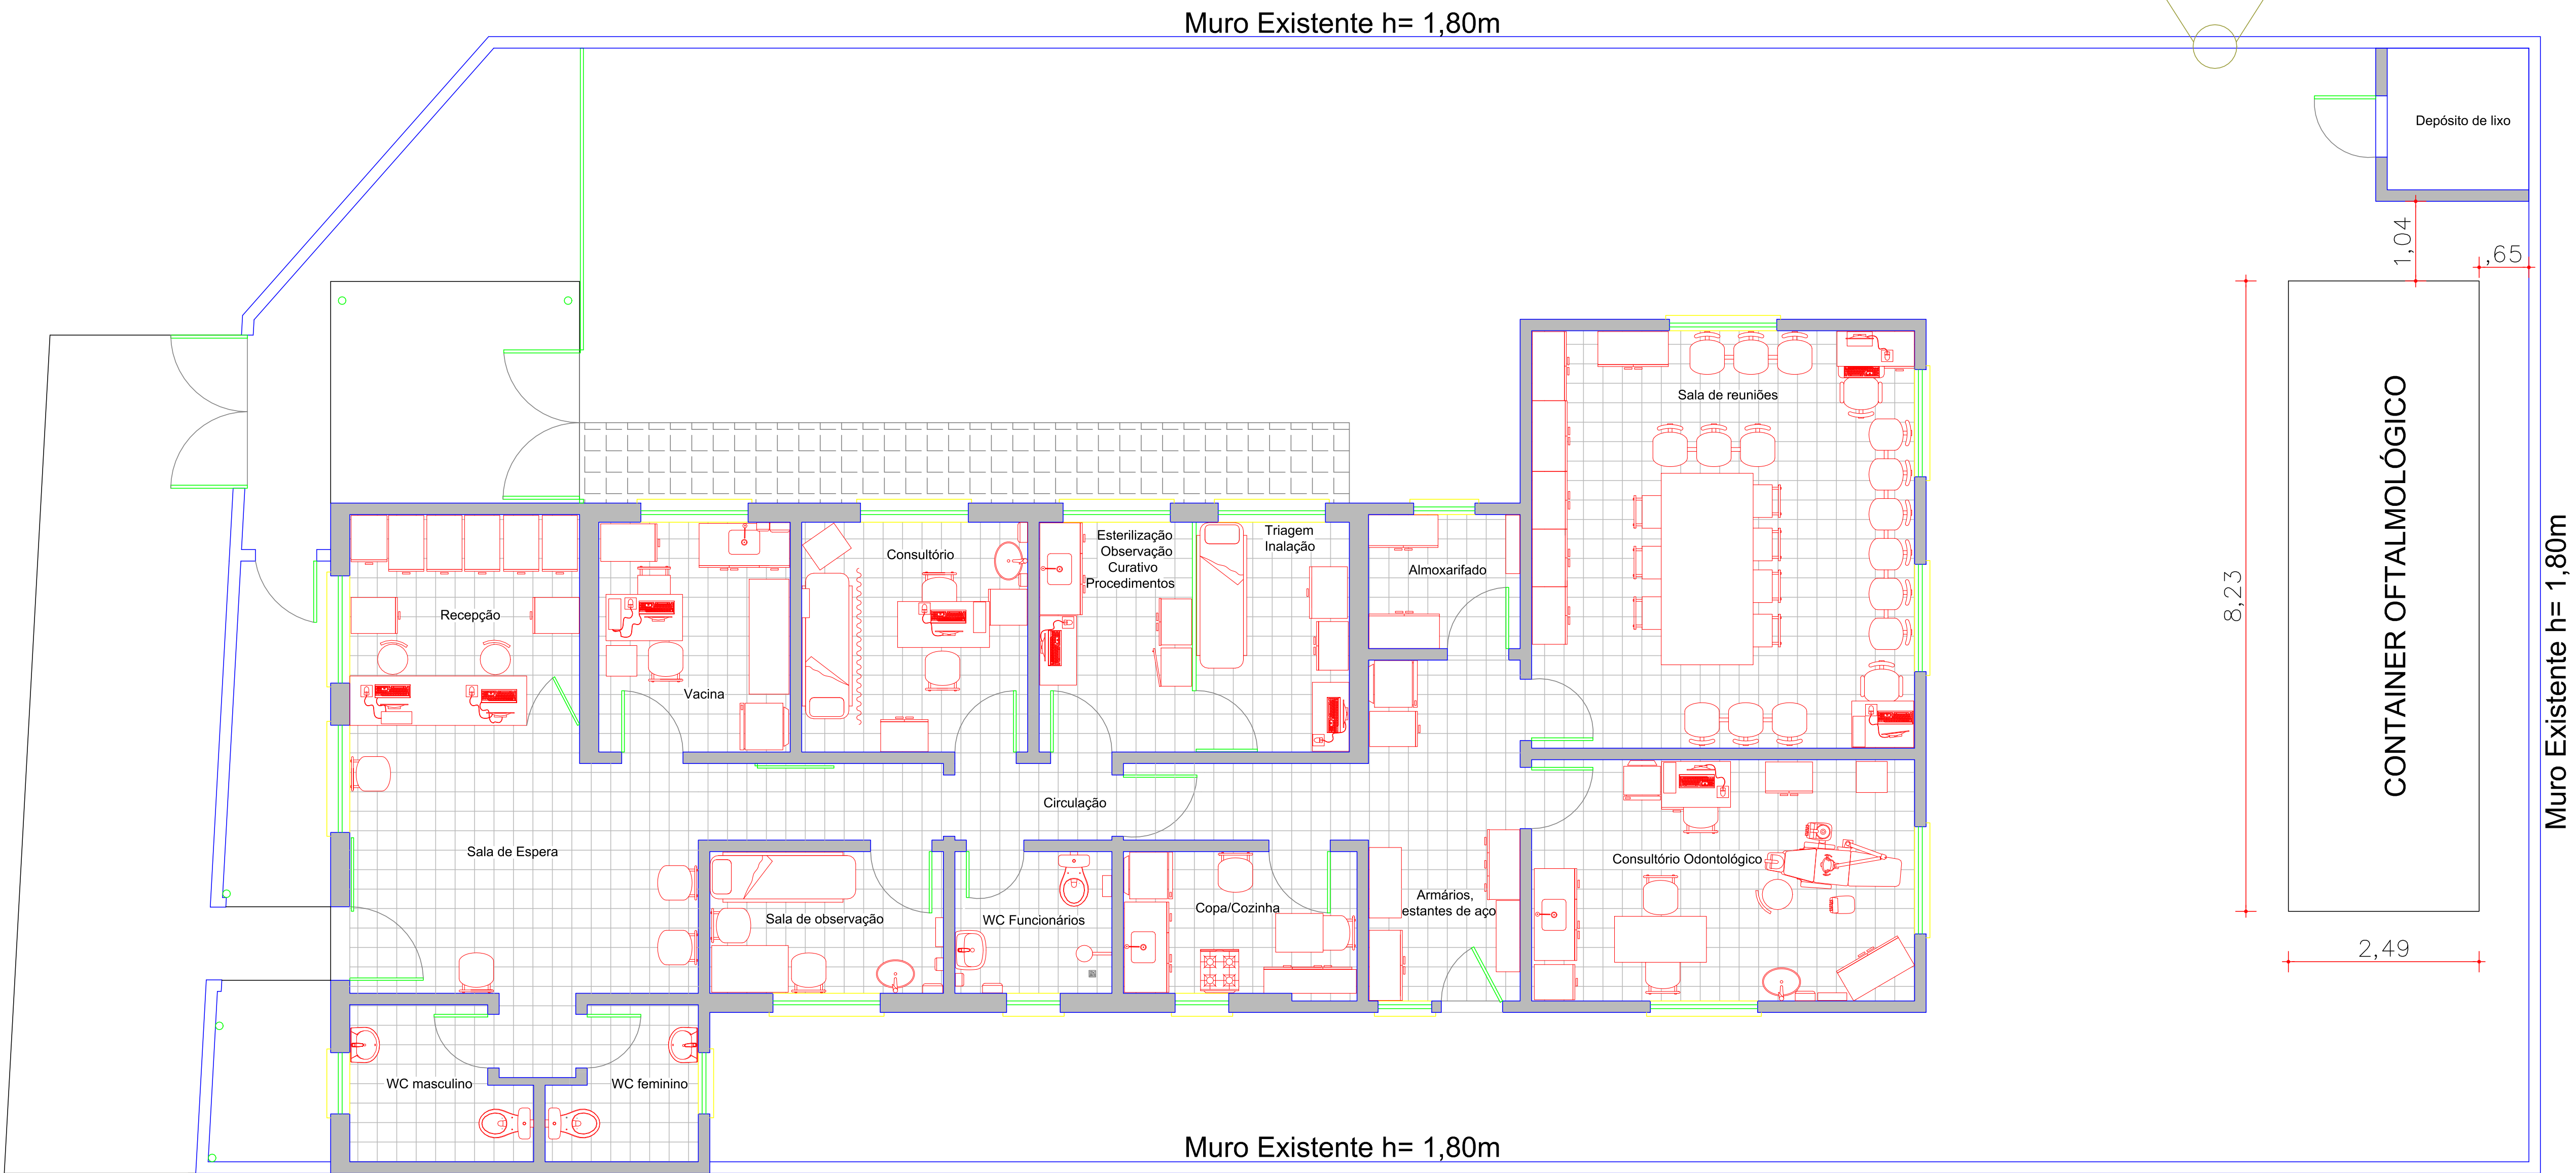 Muro Existente h= 1,80m
Depósito de lixo
1,04
,65
8,23
CONTAINER OFTALMOLÓGICO
Muro Existente h= 1,80m
2,49
Sala de reuniões
Esterilização
Observação
Curativo
Procedimentos
Triagem
Inalação
Consultório
Almoxarifado
Recepção
Vacina
Circulação
Sala de Espera
Consultório Odontológico
Armários,
estantes de aço
Copa/Cozinha
Sala de observação
WC Funcionários
WC masculino
WC feminino
Muro Existente h= 1,80m